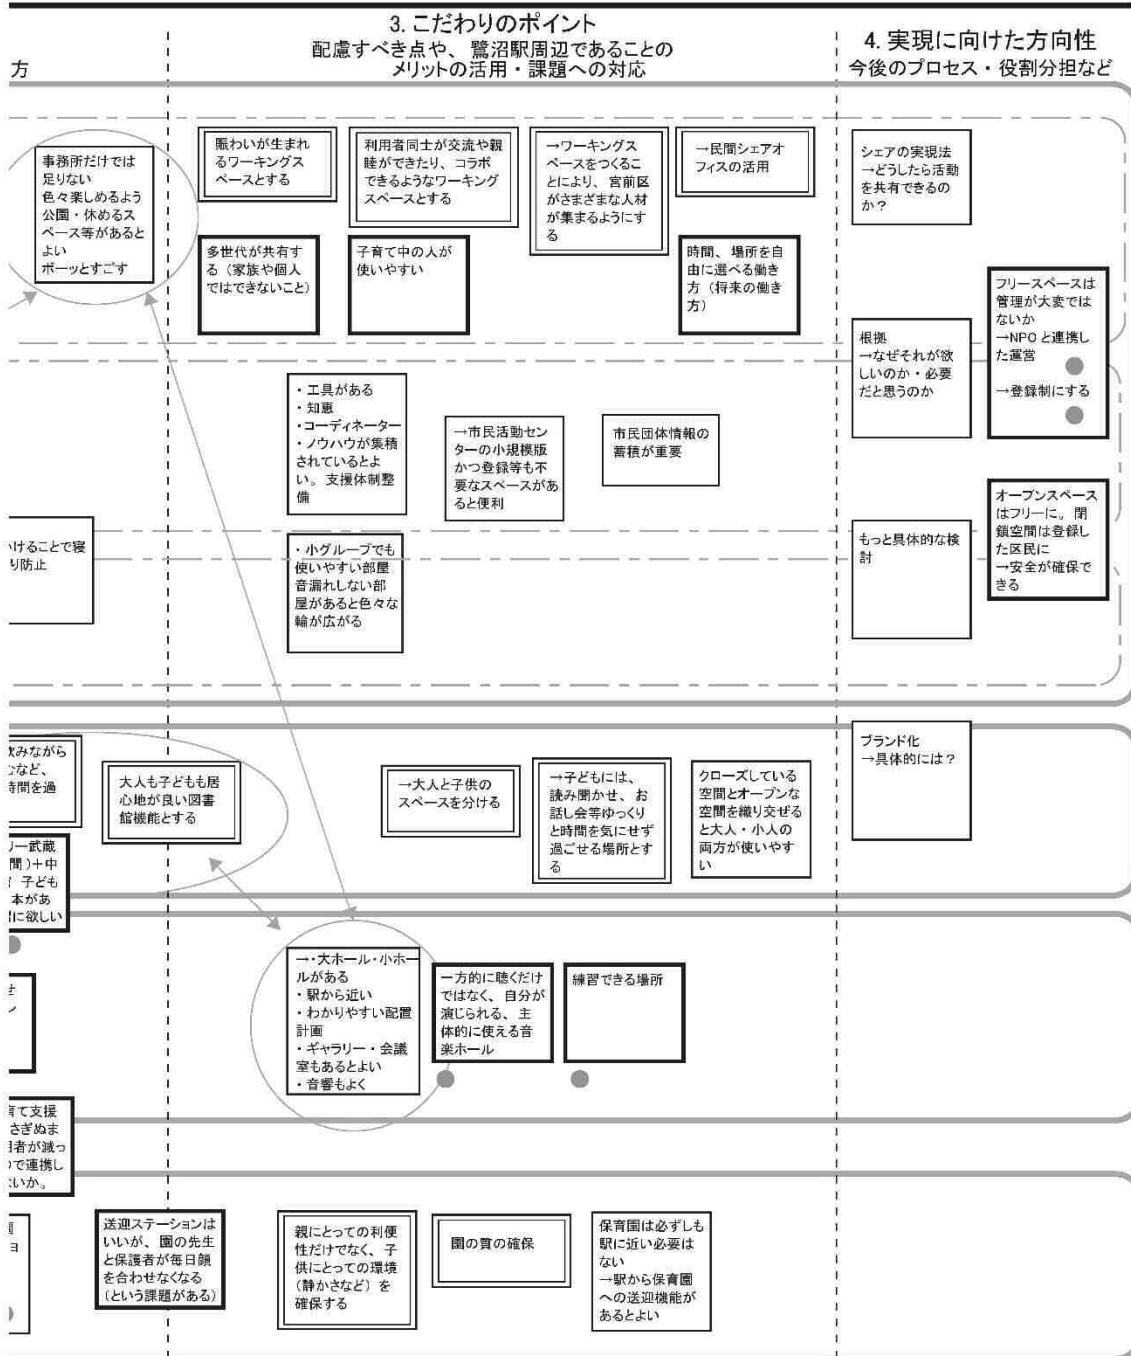 3. こだわりのポイント
配慮すべき点や、鷺沼駅周辺であることの
メリットの活用・課題への対応
4. 実現に向けた方向性
今後のプロセス・役割分担など
方
事務所だけでは
足りない
色々楽しめるよう
公園・休めるス
ペース等があると
よい
ボーッとすごす
賑わいが生まれ
るワーキングス
ペースとする
利用者同士が交流や親
睦ができたり、コラボ
できるようなワーキング
スペースとする
→ワーキングス
ペースをつくるこ
とにより、宮前区
がさまざまな人材
が集まるようにす
る
→民間シェアオ
フィスの活用
シェアの実現法
→どうしたら活動
を共有できるの
か？
多世代が共有す
る（家族や個人
ではできないこと）
子育て中の人が
使いやすい
時間、場所を自
由に選べる働き
方（将来の働き
方）
フリースペースは
管理が大変では
ないか
→NPOと連携し
た運営
→登録制にする
根拠
→なぜそれが欲
しいのか・必要
だと思うのか
・工具がある
・知恵
・コーディネーター
・ノウハウが集積
されているとよ
い。支援体制整
備
→市民活動セン
ターの小規模版
かつ登録等も不
要なスペースがあ
ると便利
市民団体情報の
蓄積が重要
オープンスペース
はフリーに。閉
鎖空間は登録し
た区民に
→安全が確保で
きる
いけることで寝
り防止
・小グループでも
使いやすい部屋
音漏れしない部
屋があると色々な
輪が広がる
もっと具体的な検
討
飲みながら
むなど、
時間を過
大人も子どもも居
心地が良い図書
館機能とする
→大人と子供の
スペースを分ける
→子どもには、
読み聞かせ、お
話し会等ゆっくり
と時間を気にせず
過ごせる場所とす
る
クローズしている
空間とオープンな
空間を織り交ぜる
と大人・小人の
両方が使いやす
い
ブランド化
→具体的には？
リー武蔵
間）＋中
子ども
本があ
に欲しい
→・大ホール・小ホー
ルがある
・駅から近い
・わかりやすい配置
計画
・ギャラリー・会議
室もあるとよい
・音響もよく
一方的に聴くだけ
ではなく、自分が
演じられる、主
体的に使える音
楽ホール
練習できる場所
育て支援
さぎぬま
用者が減っ
ので連携し
ないか。
送迎ステーションは
いいが、園の先生
と保護者が毎日顔
を合わせなくなる
（という課題がある）
親にとっての利便
性だけでなく、子
供にとっての環境
（静かさなど）を
確保する
園の質の確保
保育園は必ずしも
駅に近い必要は
ない
→駅から保育園
への送迎機能が
あるとよい